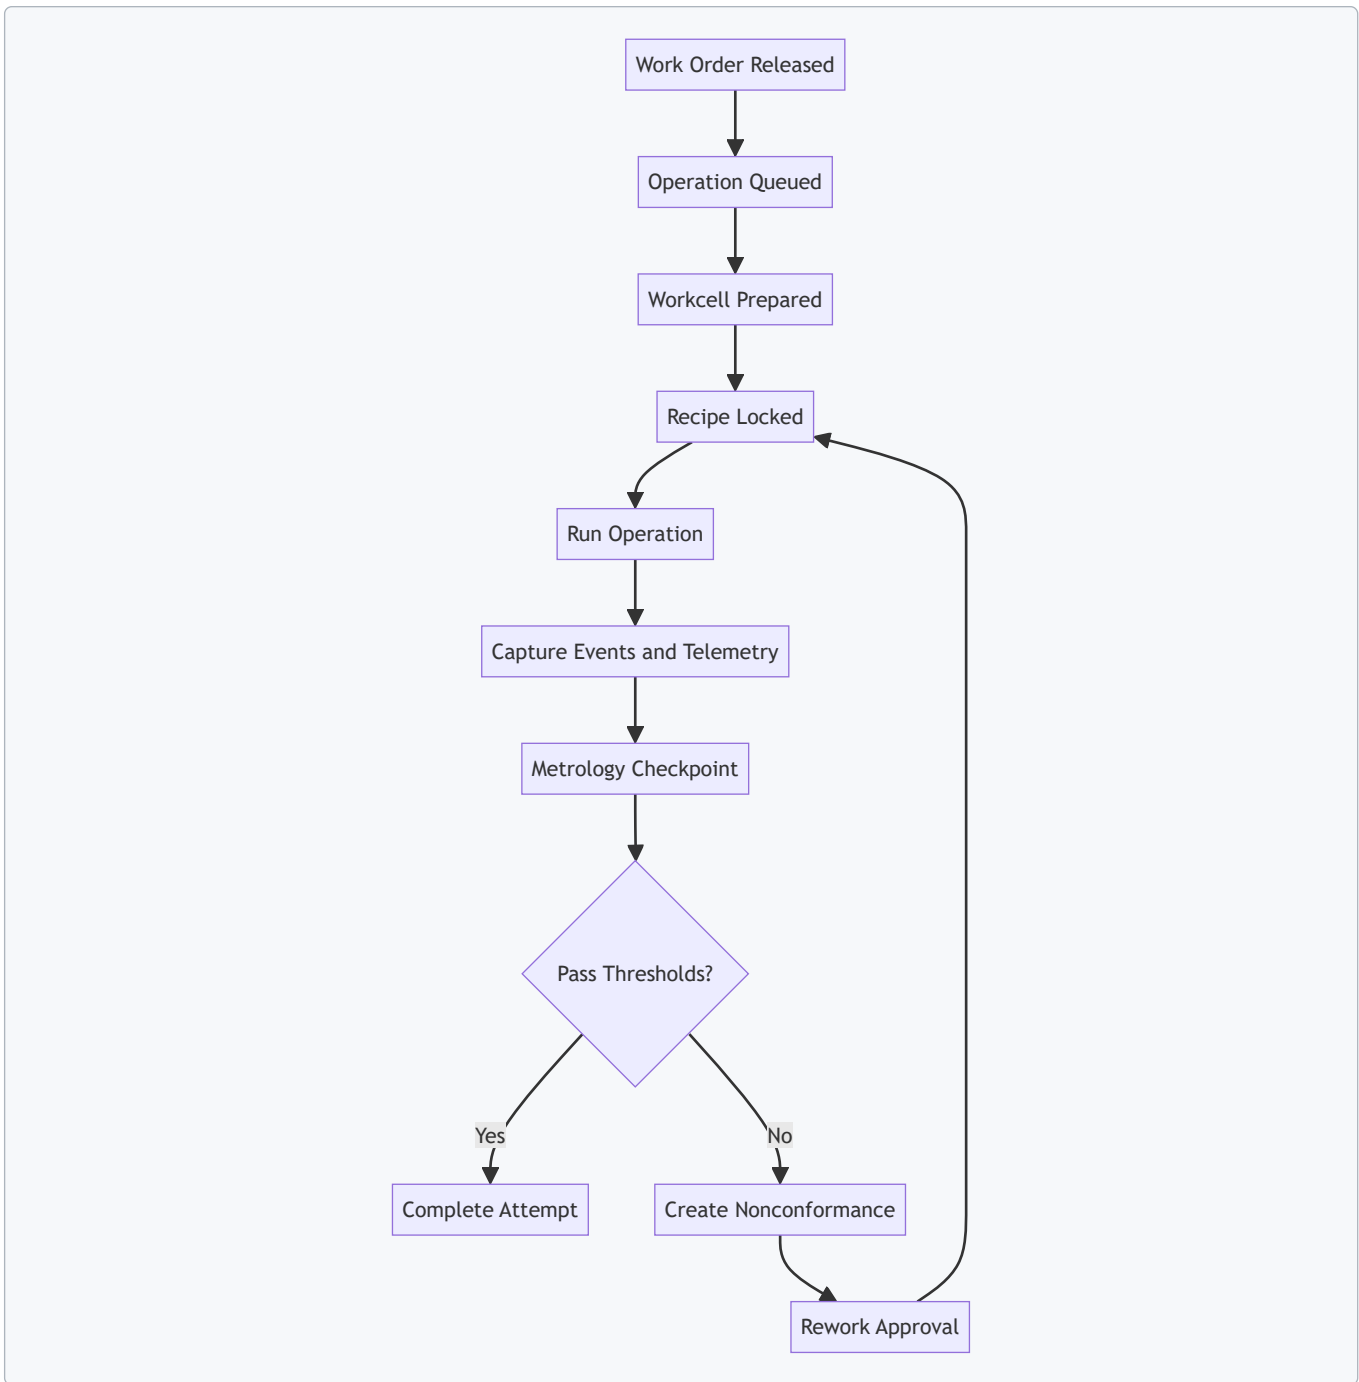 Work Order Released
Operation Queued
Workcell Prepared
Recipe Locked
Run Operation
Capture Events and Telemetry
Metrology Checkpoint
Pass Thresholds?
Yes
No
Complete Attempt
Create Nonconformance
Rework Approval